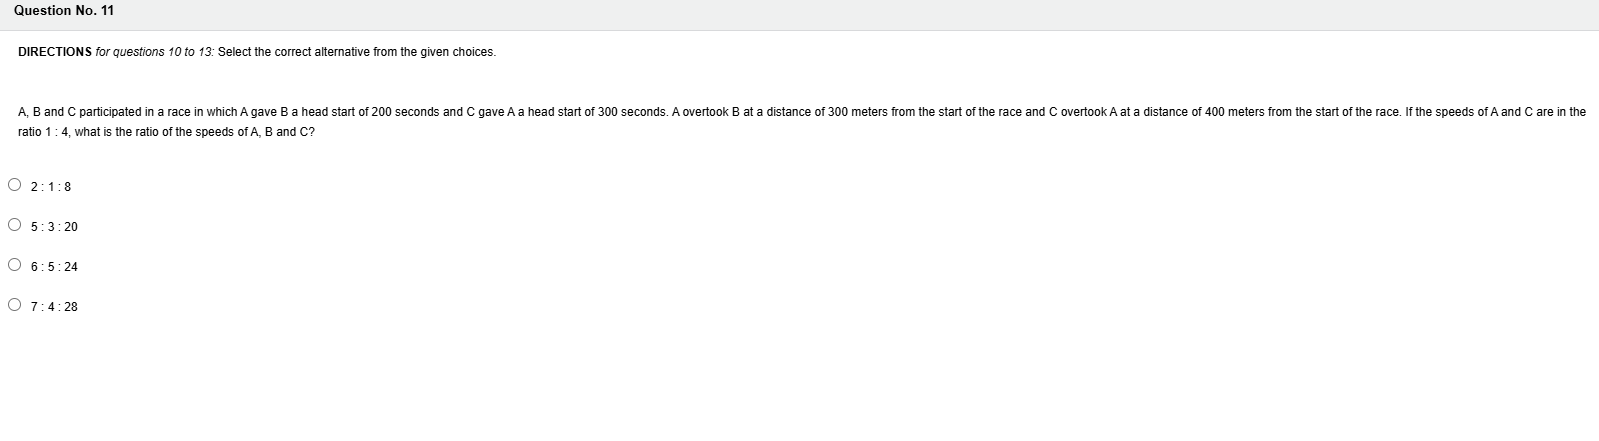 Question No. 11
DIRECTIONS for questions 10 to 13: Select the correct alternative from the given choices.
A, B and C participated in a race in which A gave B a head start of 200 seconds and C gave A a head start of 300 seconds. A overtook B at a distance of 300 meters from the start of the race and C overtook A at a distance of 400 meters from the start of the race. If the speeds of A and C are in the
ratio 1 : 4, what is the ratio of the speeds of A, B and C?
2 : 1 : 8
5 : 3 : 20
6 : 5 : 24
7 : 4 : 28